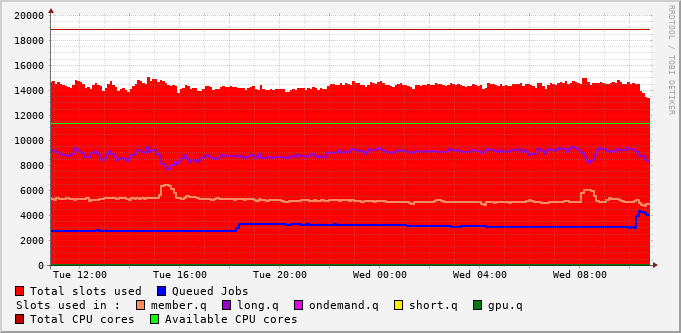 20000
18000
16000
14000
12000
10000
8000
6000
4000
2000
0
Tue 12:00 Tue 16:00 Tue 20:00 Wed 00:00 Wed 04:00 Wed 08:00
Total slots used Queued Jobs
Slots used in : member.q long.q ondemand.q short.q gpu.q
Total CPU cores Available CPU cores
RRDTOOL / TOBI OETIKER